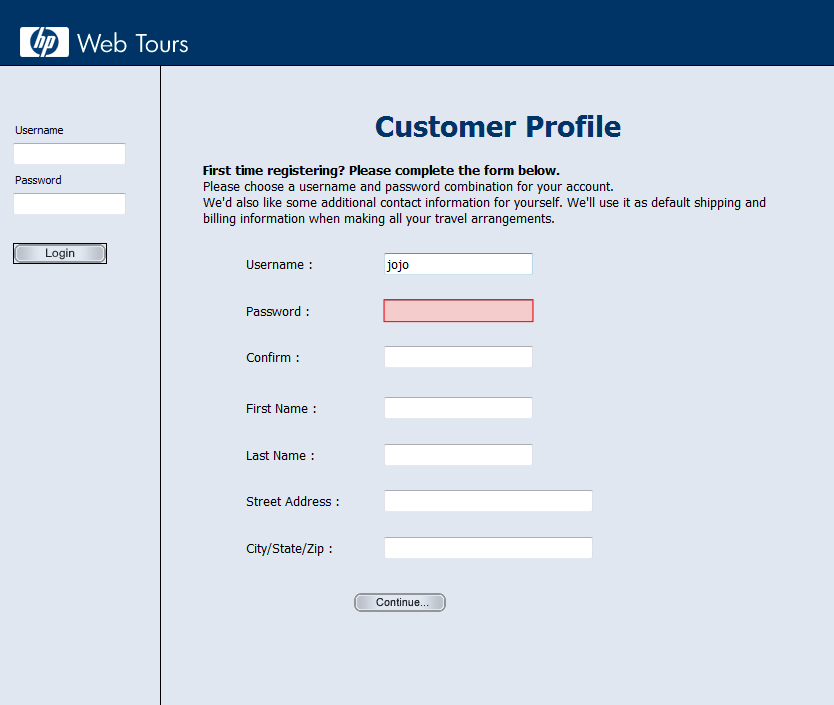 hp Web Tours
Username
Password
Login
Customer Profile
First time registering? Please complete the form below.
Please choose a username and password combination for your account.
We'd also like some additional contact information for yourself. We'll use it as default shipping and
billing information when making all your travel arrangements.
Username : jojo
Password :
Confirm :
First Name :
Last Name :
Street Address :
City/State/Zip :
Continue...